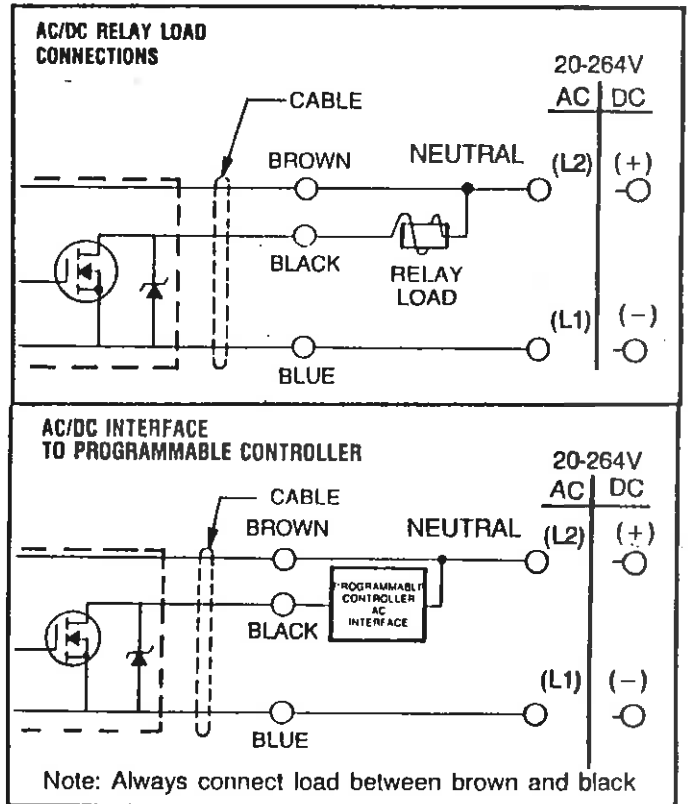 AC/DC RELAY LOAD
CONNECTIONS
20-264V
AC DC
CABLE
BROWN
NEUTRAL
(L2)
(+)
BLACK
RELAY
LOAD
(L1)
(−)
BLUE
AC/DC INTERFACE
TO PROGRAMMABLE CONTROLLER
20-264V
AC DC
CABLE
BROWN
NEUTRAL
(L2)
(+)
PROGRAMMABLE
CONTROLLER
AC
INTERFACE
BLACK
(L1)
(−)
BLUE
Note: Always connect load between brown and black